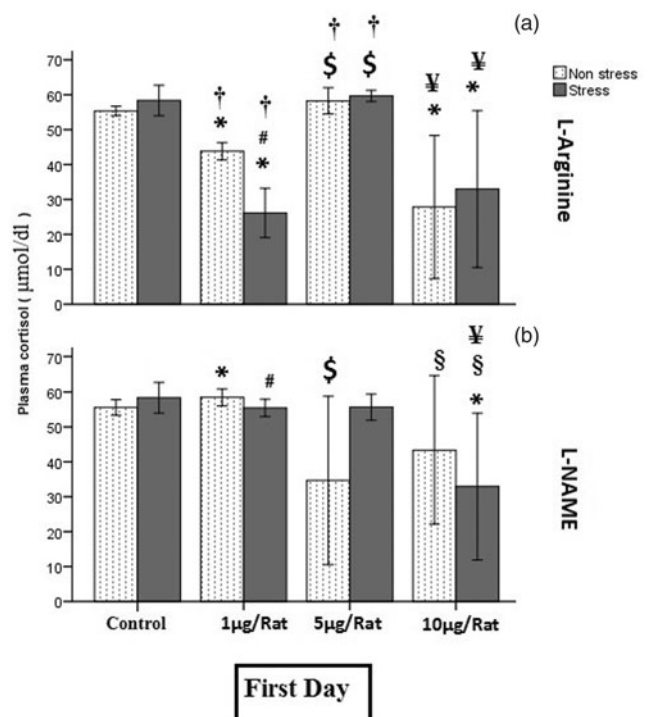 (a)
† †
† † $ $ ¥ ¥
* # * * *
Non stress
Stress
70
60
50
40
30
20
10
0
L-Arginine
Plasma cortisol ( µmol/dl )
(b)
¥
* # $ § §
*
70
60
50
40
30
20
10
0
L-NAME
Control 1µg/Rat 5µg/Rat 10µg/Rat
First Day